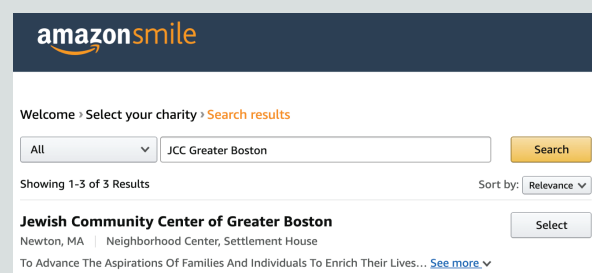 amazonsmile
Welcome › Select your charity › Search results
All JCC Greater Boston Search
Showing 1-3 of 3 Results Sort by: Relevance
Jewish Community Center of Greater Boston Select
Newton, MA | Neighborhood Center, Settlement House
To Advance The Aspirations Of Families And Individuals To Enrich Their Lives… See more